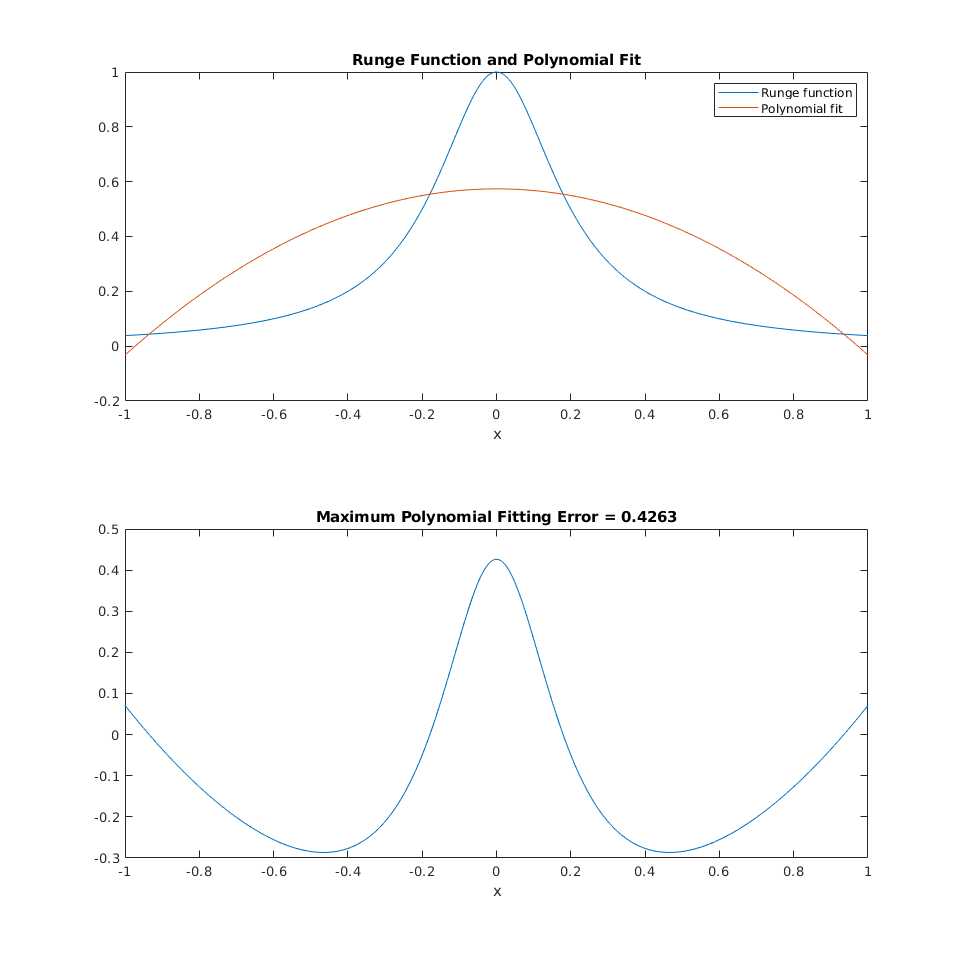 Runge Function and Polynomial Fit
Runge function
Polynomial fit
1
0.8
0.6
0.4
0.2
0
-0.2
-1 -0.8 -0.6 -0.4 -0.2 0 0.2 0.4 0.6 0.8 1
x
Maximum Polynomial Fitting Error = 0.4263
0.5
0.4
0.3
0.2
0.1
0
-0.1
-0.2
-0.3
-1 -0.8 -0.6 -0.4 -0.2 0 0.2 0.4 0.6 0.8 1
x